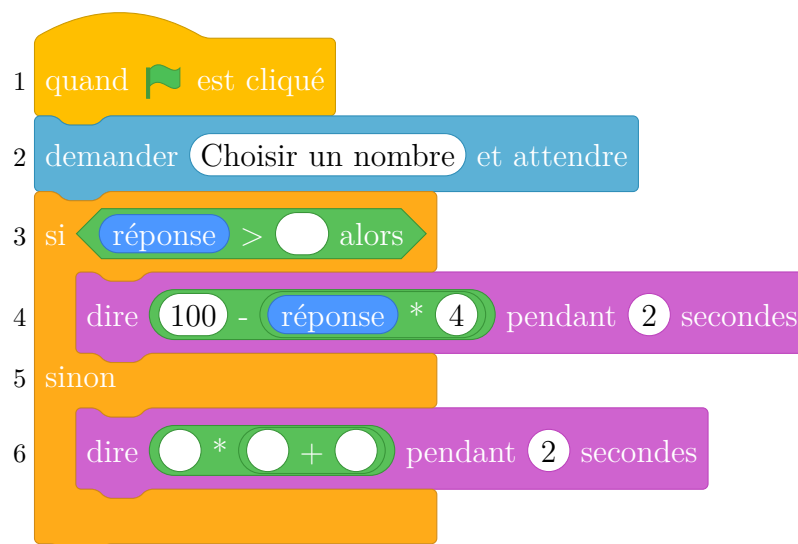 1 quand est cliqué
2 demander Choisir un nombre et attendre
3 si réponse > alors
4 dire 100 - réponse * 4 pendant 2 secondes
5 sinon
6 dire * + pendant 2 secondes